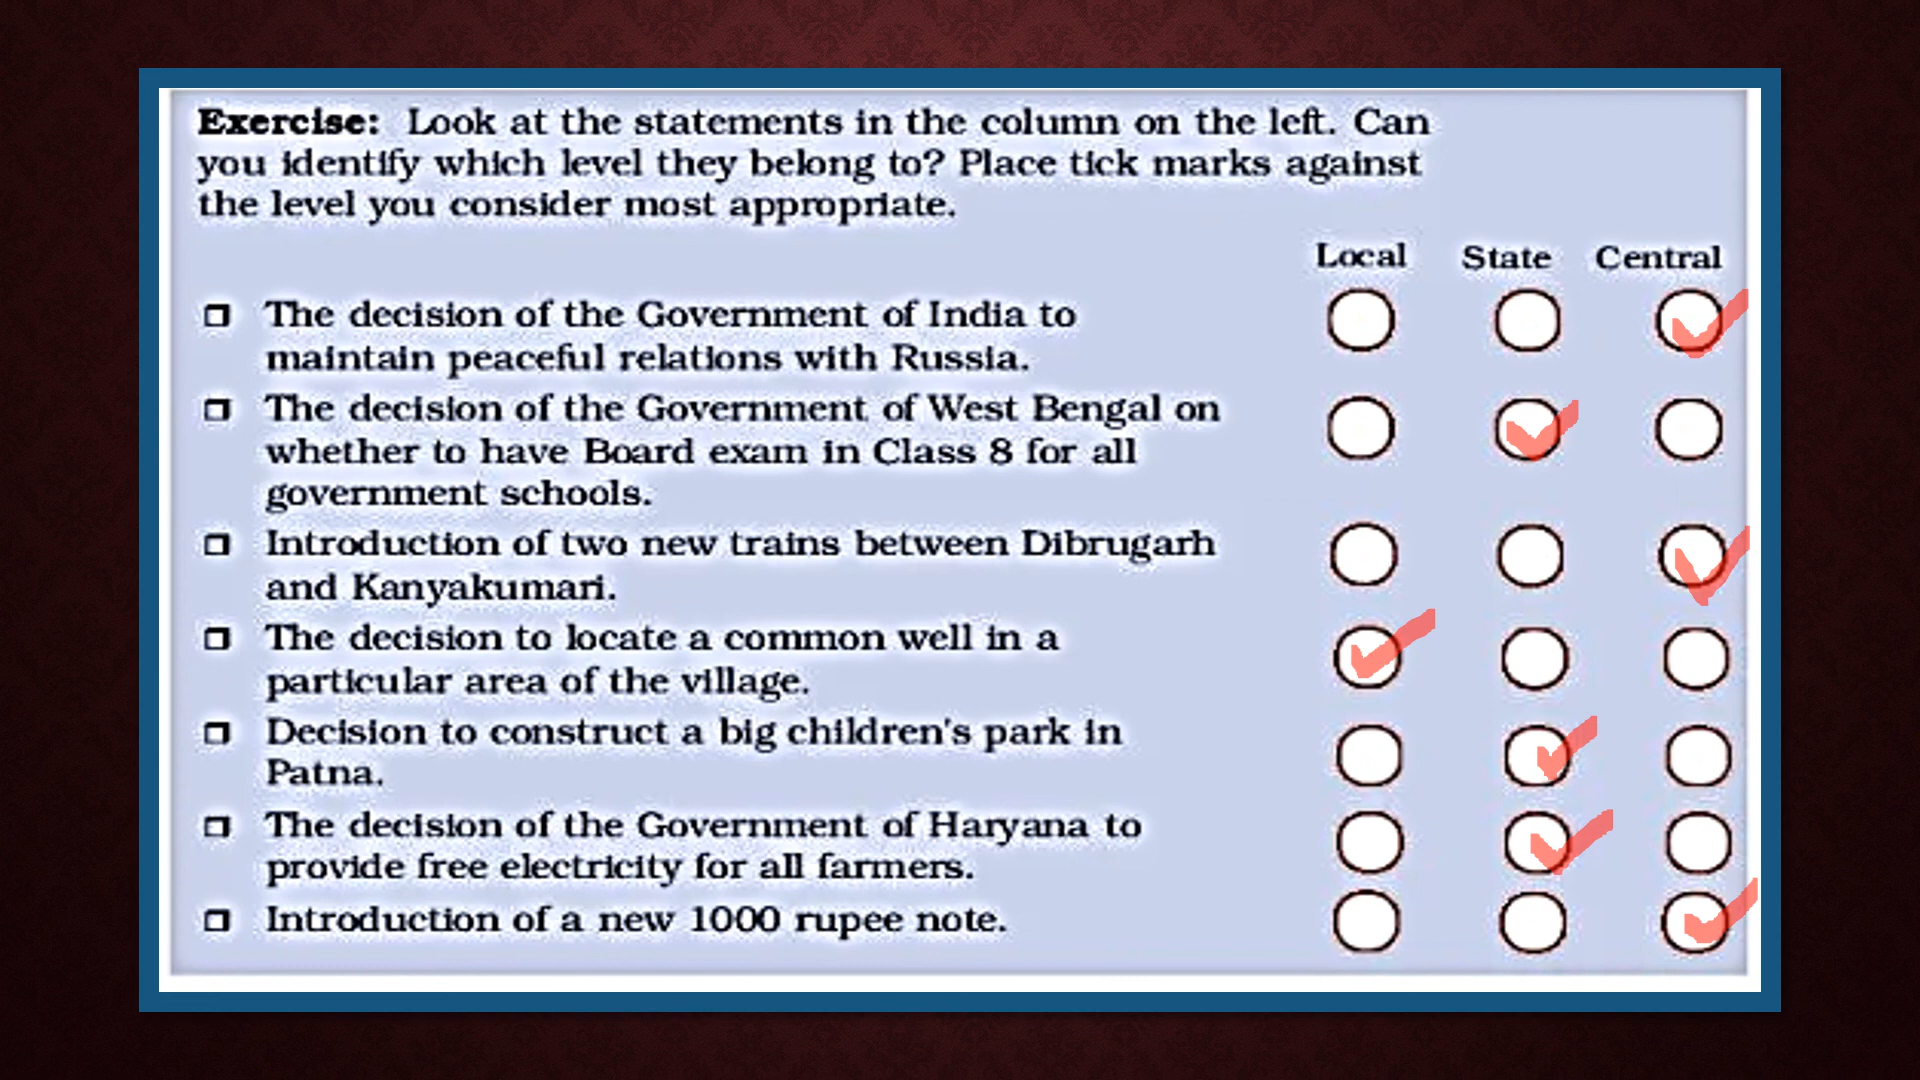 Exercise: Look at the statements in the column on the left. Can
you identify which level they belong to? Place tick marks against
the level you consider most appropriate.
Local State Central
The decision of the Government of India to
maintain peaceful relations with Russia.
The decision of the Government of West Bengal on
whether to have Board exam in Class 8 for all
government schools.
Introduction of two new trains between Dibrugarh
and Kanyakumari.
The decision to locate a common well in a
particular area of the village.
Decision to construct a big children's park in
Patna.
The decision of the Government of Haryana to
provide free electricity for all farmers.
Introduction of a new 1000 rupee note.